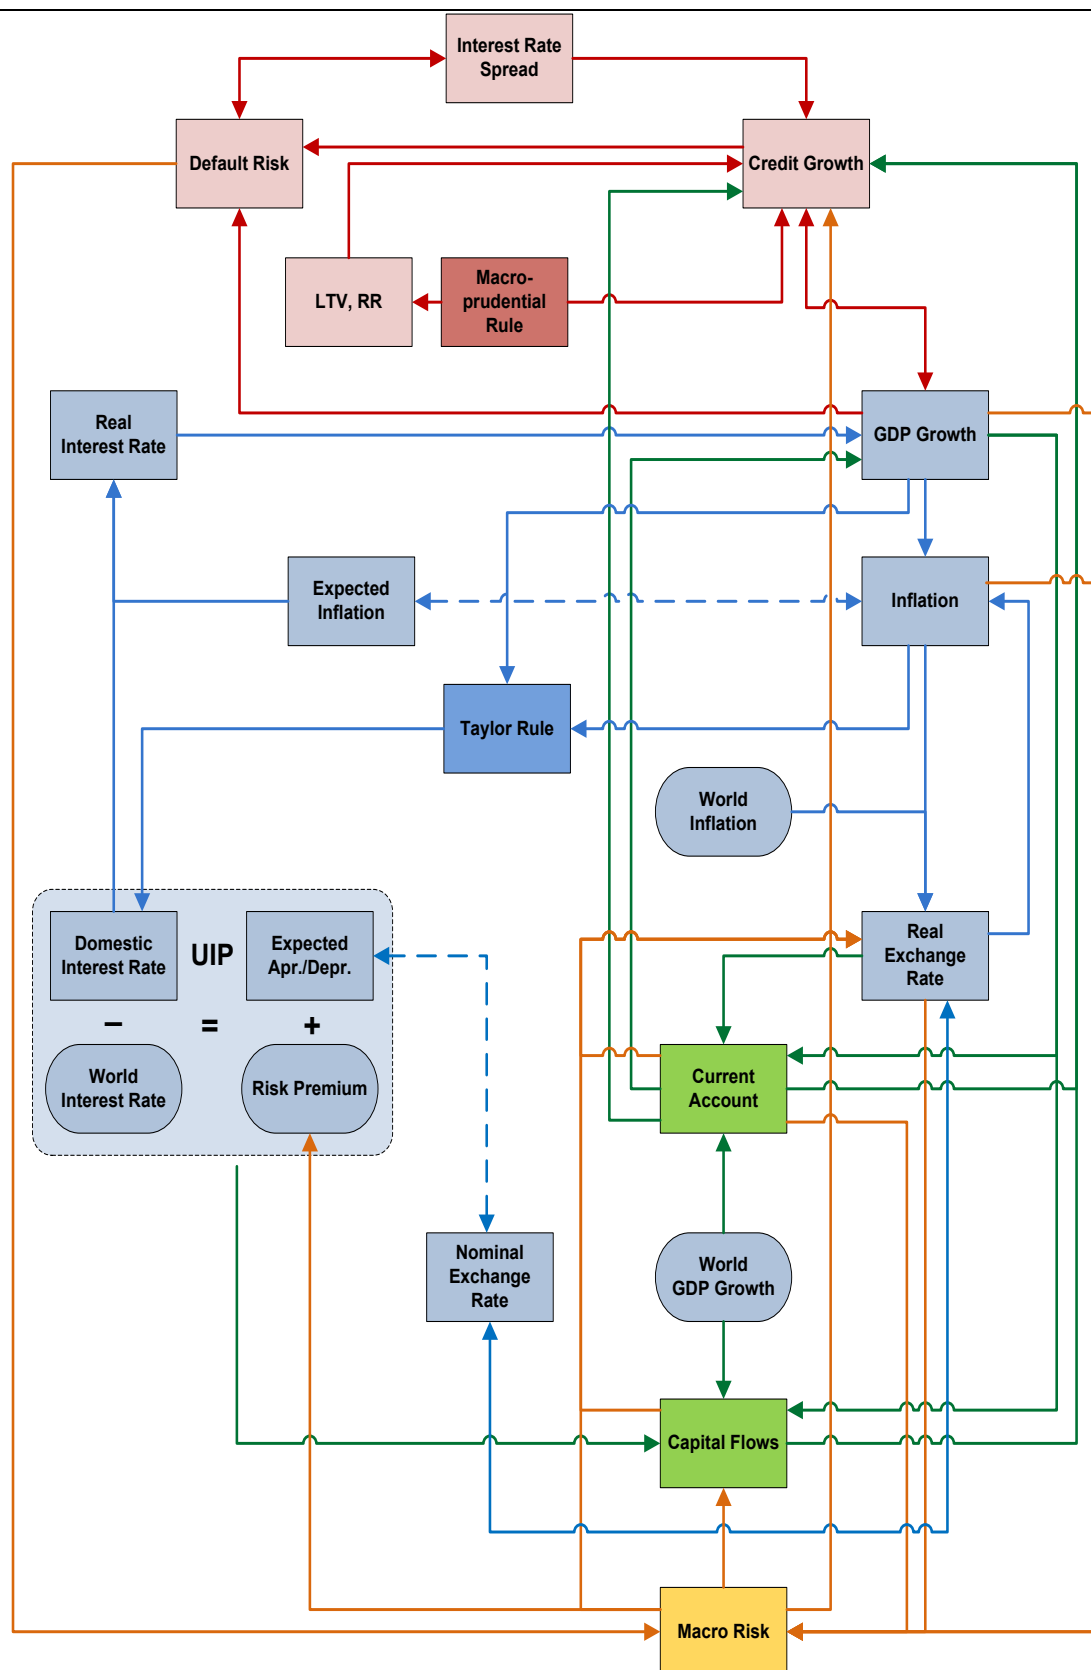 Interest Rate
Spread
Default Risk
Credit Growth
LTV, RR
Macro-
prudential
Rule
Real
Interest Rate
GDP Growth
Expected
Inflation
Inflation
Taylor Rule
World
Inflation
Domestic
Interest Rate
UIP
Expected
Apr./Depr.
Real
Exchange
Rate
–
=
+
World
Interest Rate
Risk Premium
Current
Account
Nominal
Exchange
Rate
World
GDP Growth
Capital Flows
Macro Risk